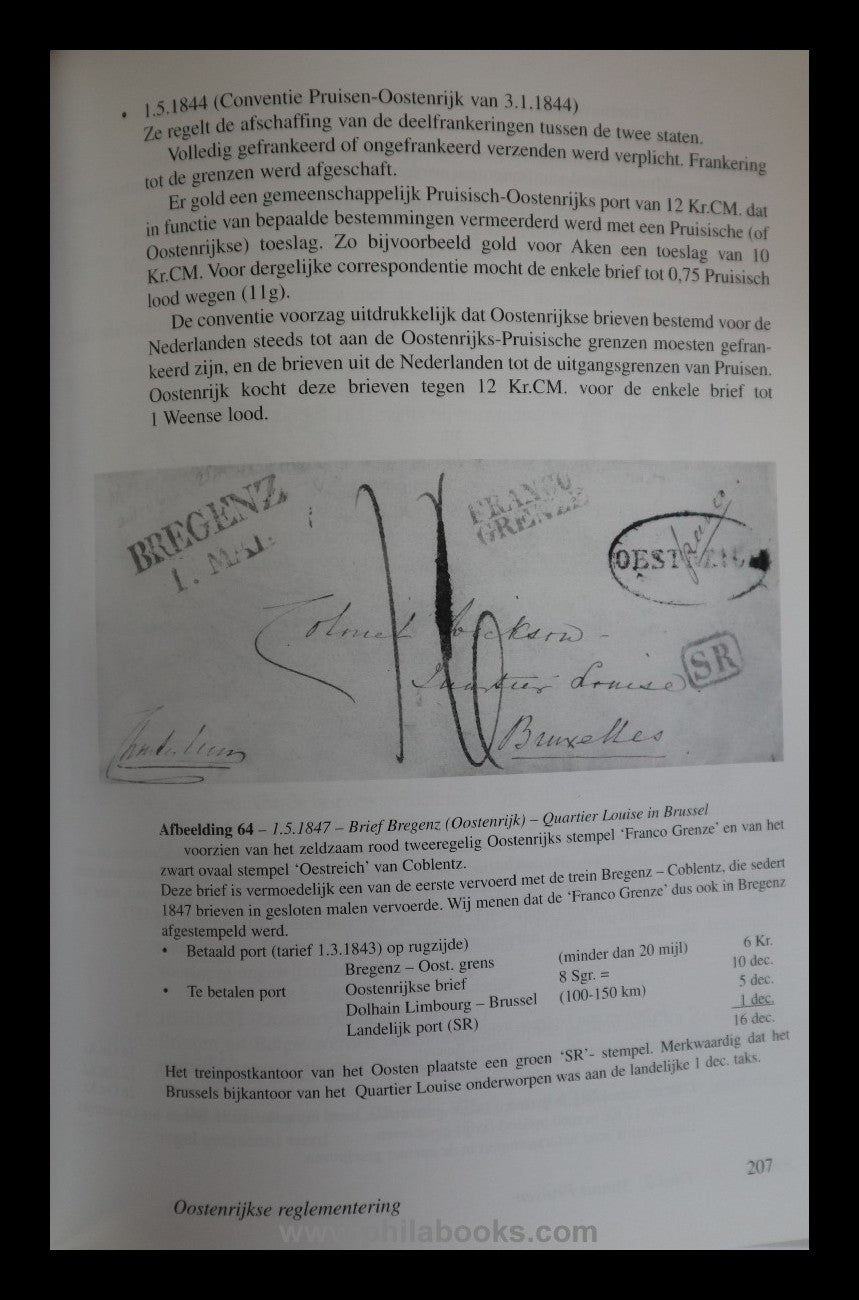 • 1.5.1844 (Conventie Pruisen-Oostenrijk van 3.1.1844)
Ze regelt de afschaffing van de deelfrankeringen tussen de twee staten.
Volledig gefrankeerd of ongefrankeerd verzenden werd verplicht. Frankering
tot de grenzen werd afgeschaft.
Er gold een gemeenschappelijk Pruisisch-Oostenrijks port van 12 Kr.CM. dat
in functie van bepaalde bestemmingen vermeerderd werd met een Pruisische (of
Oostenrijkse) toeslag. Zo bijvoorbeeld gold voor Aken een toeslag van 10
Kr.CM. Voor dergelijke correspondentie mocht de enkele brief tot 0,75 Pruisisch
lood wegen (11g).
De conventie voorzag uitdrukkelijk dat Oostenrijkse brieven bestemd voor de
Nederlanden steeds tot aan de Oostenrijks-Pruisische grenzen moesten gefran-
keerd zijn, en de brieven uit de Nederlanden tot de uitgangsgrenzen van Pruisen.
Oostenrijk kocht deze brieven tegen 12 Kr.CM. voor de enkele brief tot
1 Weense lood.
BREGENZ
1. MAI.
FRANCO
GRENZE
franco
Colonel Jackson
Quartier Louise
SR
Bruxelles
Afbeelding 64 – 1.5.1847 – Brief Bregenz (Oostenrijk) – Quartier Louise in Brussel
voorzien van het zeldzaam rood tweeregelig Oostenrijks stempel ‘Franco Grenze’ en van het
zwart ovaal stempel ‘Oestreich’ van Coblentz.
Deze brief is vermoedelijk een van de eerste vervoerd met de trein Bregenz – Coblentz, die sedert
1847 brieven in gesloten malen vervoerde. Wij menen dat de ‘Franco Grenze’ dus ook in Bregenz
afgestempeld werd.
• Betaald port (tarief 1.3.1843) op rugzijde)
Bregenz – Oost. grens (minder dan 20 mijl) 6 Kr.
• Te betalen port Oostenrijkse brief 8 Sgr. = 10 dec.
Dolhain Limbourg – Brussel (100-150 km) 5 dec.
Landelijk port (SR) 1 dec.
16 dec.
Het treinpostkantoor van het Oosten plaatste een groen ‘SR’- stempel. Merkwaardig dat het
Brussels bijkantoor van het Quartier Louise onderworpen was aan de landelijke 1 dec. taks.
207
Oostenrijkse reglementering
www.philabooks.com